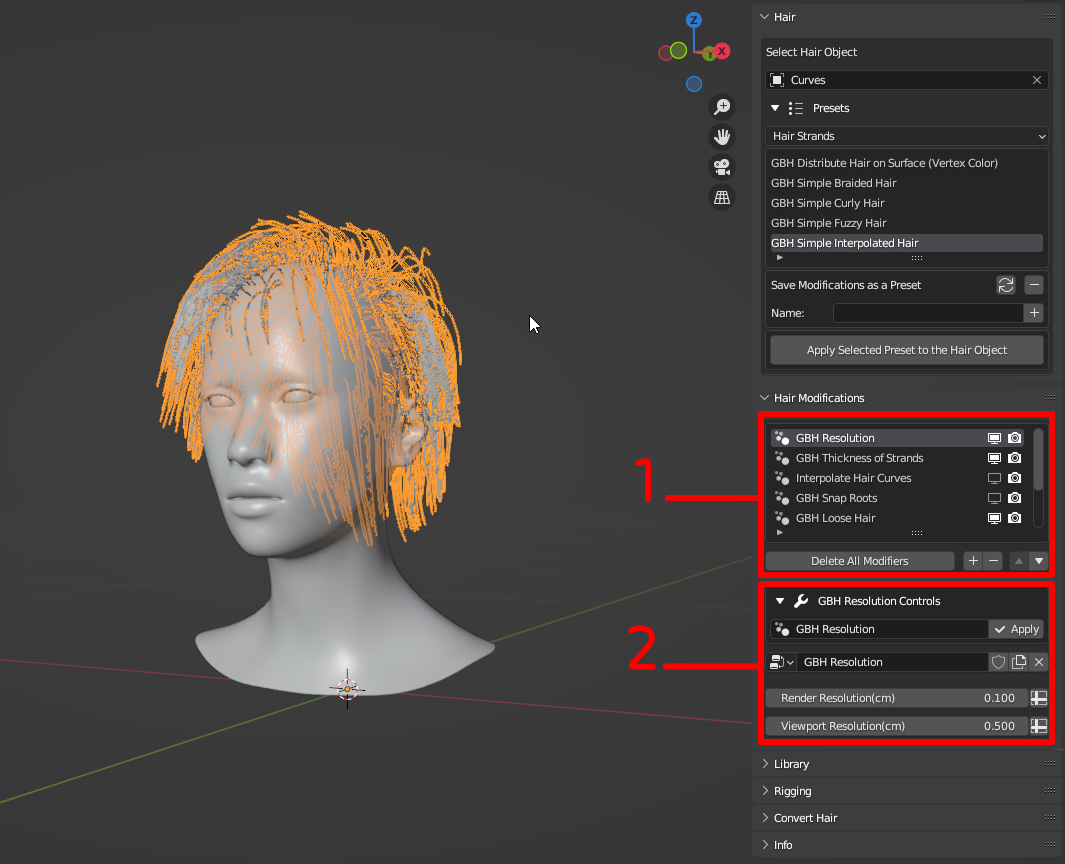 Z
X
Y
1
2
Hair
Select Hair Object
Curves
Presets
Hair Strands
GBH Distribute Hair on Surface (Vertex Color)
GBH Simple Braided Hair
GBH Simple Curly Hair
GBH Simple Fuzzy Hair
GBH Simple Interpolated Hair
Save Modifications as a Preset
Name:
Apply Selected Preset to the Hair Object
Hair Modifications
GBH Resolution
GBH Thickness of Strands
Interpolate Hair Curves
GBH Snap Roots
GBH Loose Hair
Delete All Modifiers
GBH Resolution Controls
GBH Resolution Apply
GBH Resolution
Render Resolution(cm) 0.100
Viewport Resolution(cm) 0.500
Library
Rigging
Convert Hair
Info